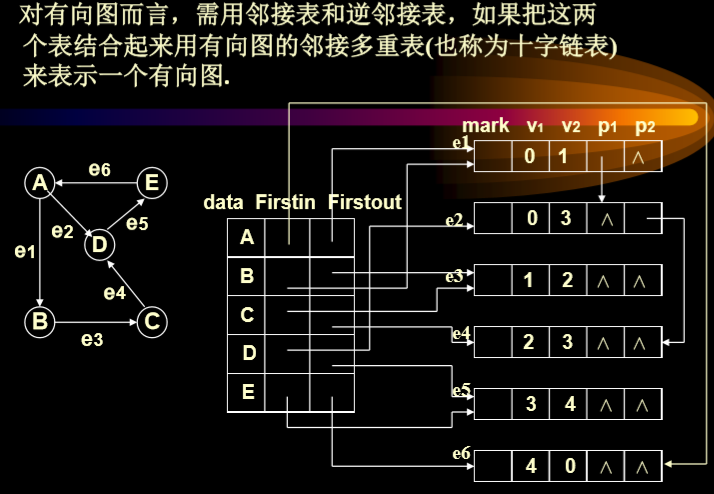 对有向图而言，需用邻接表和逆邻接表，如果把这两
个表结合起来用有向图的邻接多重表(也称为十字链表)
来表示一个有向图.
mark v1 v2 p1 p2
e1 0 1 ∧
A e6 E
data Firstin Firstout
e2 0 3 ∧
A
e1 e2 D e5
B
e3 1 2 ∧ ∧
C
e4
B e3 C
e4 2 3 ∧ ∧
D
E
e5 3 4 ∧ ∧
e6 4 0 ∧ ∧